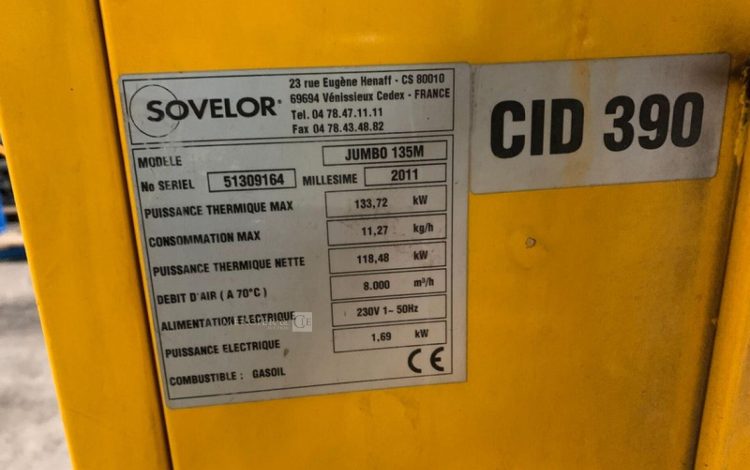 SOVELOR®
23 rue Eugène Henaff - CS 80010
69694 Vénissieux Cedex - FRANCE
Tel. 04 78.47.11.11
Fax 04 78.43.48.82
CID 390
MODELE JUMBO 135M
No SERIEL 51309164 MILLESIME 2011
PUISSANCE THERMIQUE MAX 133,72 kW
CONSOMMATION MAX 11,27 kg/h
PUISSANCE THERMIQUE NETTE 118,48 kW
DEBIT D'AIR ( A 70°C ) 8.000 m³/h
ALIMENTATION ELECTRIQUE 230V 1~ 50Hz
PUISSANCE ELECTRIQUE 1,69 kW
COMBUSTIBLE : GASOIL CE